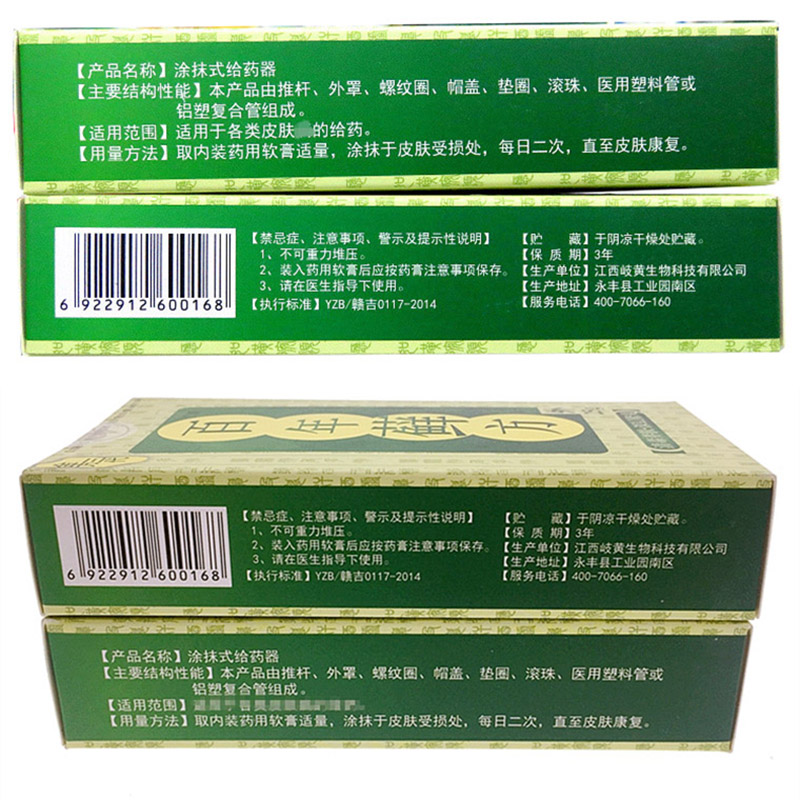 【产品名称】涂抹式给药器
【主要结构性能】本产品由推杆、外罩、螺纹圈、帽盖、垫圈、滚珠、医用塑料管或
铝塑复合管组成。
【适用范围】适用于各类皮肤 的给药。
【用量方法】取内装药用软膏适量,涂抹于皮肤受损处,每日二次,直至皮肤康复。
6 922912 600168
【禁忌症、注意事项、警示及提示性说明】
1、不可重力堆压。
2、装入药用软膏后应按药膏注意事项保存。
3、请在医生指导下使用。
【执行标准】YZB/赣吉0117-2014
【贮 藏】于阴凉干燥处贮藏。
【保 质 期】3年
【生产单位】江西岐黄生物科技有限公司
【生产地址】永丰县工业园南区
【服务电话】400-7066-160
百年癣方
6 922912 600168
【禁忌症、注意事项、警示及提示性说明】
1、不可重力堆压。
2、装入药用软膏后应按药膏注意事项保存。
3、请在医生指导下使用。
【执行标准】YZB/赣吉0117-2014
【贮 藏】于阴凉干燥处贮藏。
【保 质 期】3年
【生产单位】江西岐黄生物科技有限公司
【生产地址】永丰县工业园南区
【服务电话】400-7066-160
【产品名称】涂抹式给药器
【主要结构性能】本产品由推杆、外罩、螺纹圈、帽盖、垫圈、滚珠、医用塑料管或
铝塑复合管组成。
【适用范围】
【用量方法】取内装药用软膏适量,涂抹于皮肤受损处,每日二次,直至皮肤康复。